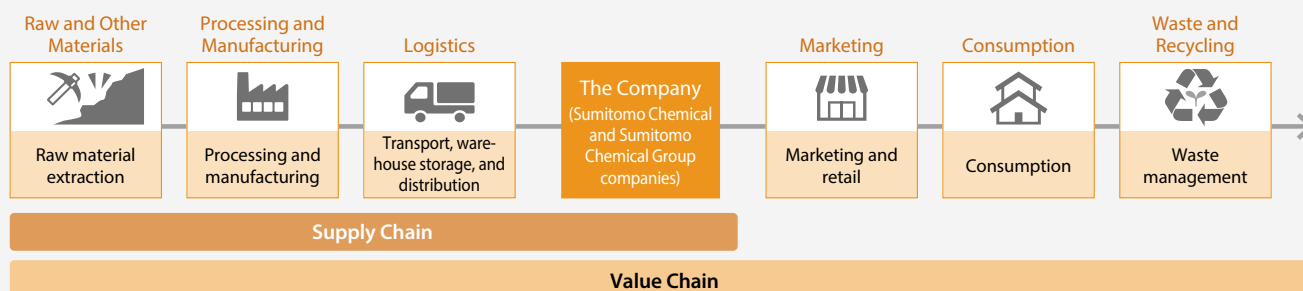 Raw and Other
Materials
Processing and
Manufacturing
Logistics
Marketing
Consumption
Waste and
Recycling
Raw material
extraction
Processing and
manufacturing
Transport, ware-
house storage, and
distribution
The Company
(Sumitomo Chemical
and Sumitomo
Chemical Group
companies)
Marketing and
retail
Consumption
Waste
management
Supply Chain
Value Chain